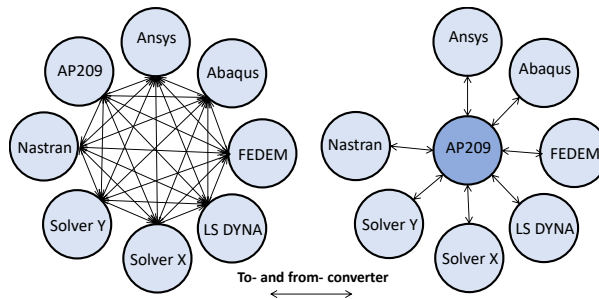 Ansys
AP209
Abaqus
Nastran
FEDEM
Solver Y
LS DYNA
Solver X
Ansys
Abaqus
Nastran
AP209
FEDEM
Solver Y
LS DYNA
Solver X
To- and from- converter